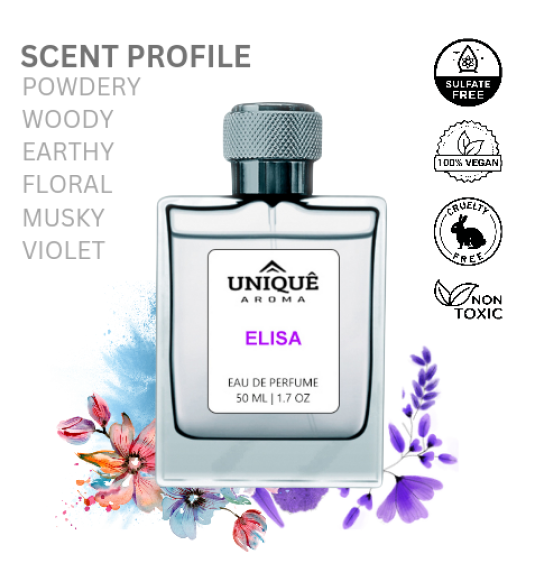 SCENT PROFILE
POWDERY
WOODY
EARTHY
FLORAL
MUSKY
VIOLET
SULFATE
FREE
100% VEGAN
CRUELTY
FREE
NON
TOXIC
UNIQUÊ
AROMA
ELISA
EAU DE PERFUME
50 ML | 1.7 OZ